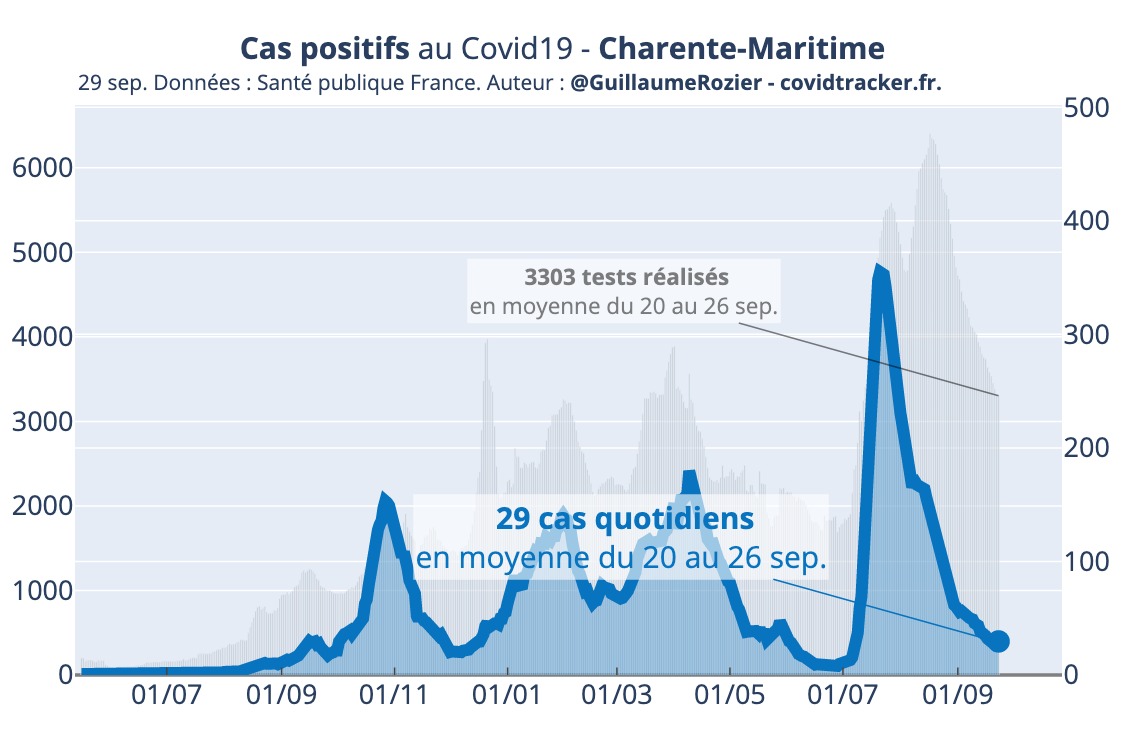 Cas positifs au Covid19 - Charente-Maritime
29 sep. Données : Santé publique France. Auteur : @GuillaumeRozier - covidtracker.fr.
500
6000
400
5000
3303 tests réalisés
en moyenne du 20 au 26 sep.
4000
300
3000
200
2000
29 cas quotidiens
en moyenne du 20 au 26 sep.
100
1000
0
0
01/07 01/09 01/11 01/01 01/03 01/05 01/07 01/09